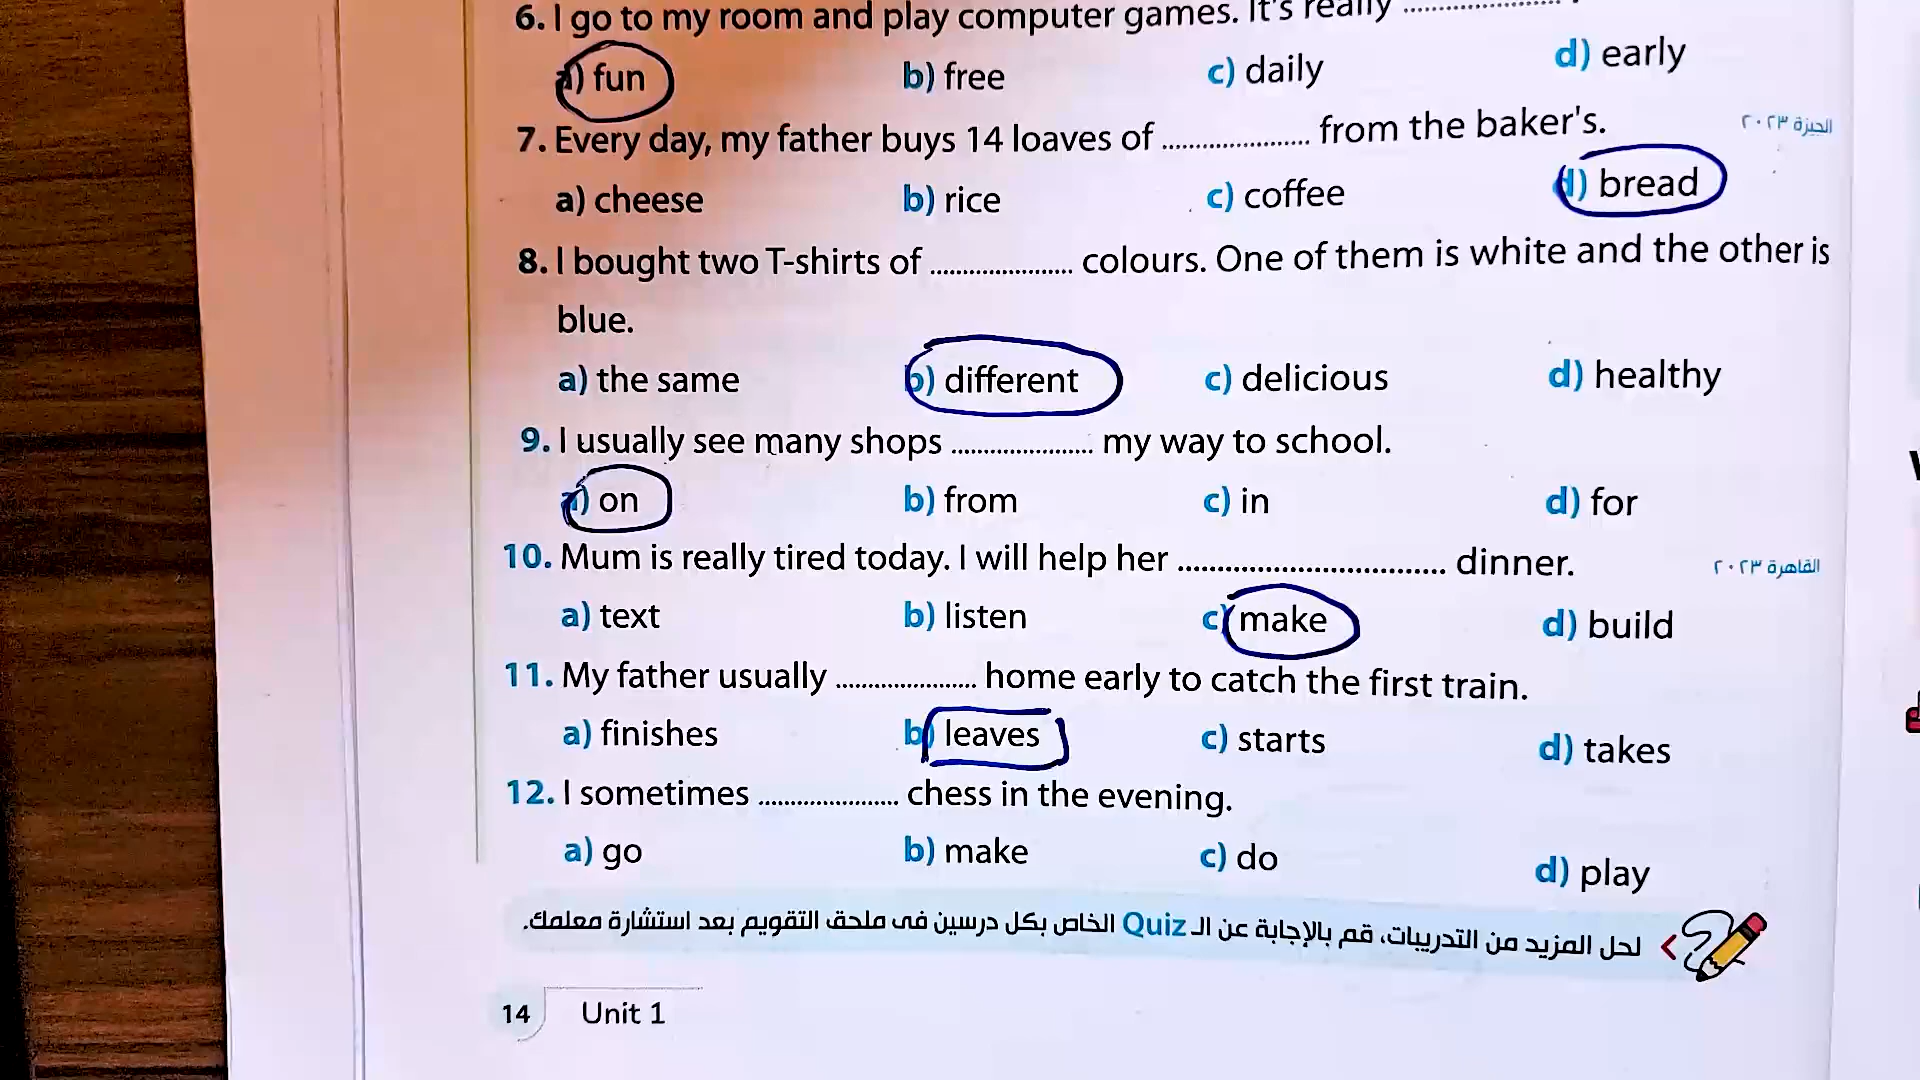 6. I go to my room and play computer games. It's really .................... .
a) fun b) free c) daily d) early
7. Every day, my father buys 14 loaves of .................... from the baker's. الجيزة ٢٠٢٣
a) cheese b) rice c) coffee d) bread
8. I bought two T-shirts of .................... colours. One of them is white and the other is
blue.
a) the same b) different c) delicious d) healthy
9. I usually see many shops .................... my way to school.
a) on b) from c) in d) for
10. Mum is really tired today. I will help her .................... dinner. القاهرة ٢٠٢٣
a) text b) listen c) make d) build
11. My father usually .................... home early to catch the first train.
a) finishes b) leaves c) starts d) takes
12. I sometimes .................... chess in the evening.
a) go b) make c) do d) play
لحل المزيد من التدريبات، قم بالإجابة عن الـ Quiz الخاص بكل درسين فى ملحق التقويم بعد استشارة معلمك.
14 Unit 1